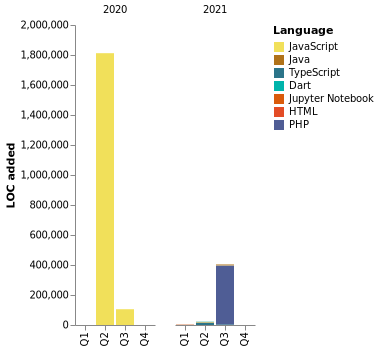 2020 2021
LOC added
2,000,000
1,800,000
1,600,000
1,400,000
1,200,000
1,000,000
800,000
600,000
400,000
200,000
0
Q1 Q2 Q3 Q4 Q1 Q2 Q3 Q4
Language
JavaScript
Java
TypeScript
Dart
Jupyter Notebook
HTML
PHP